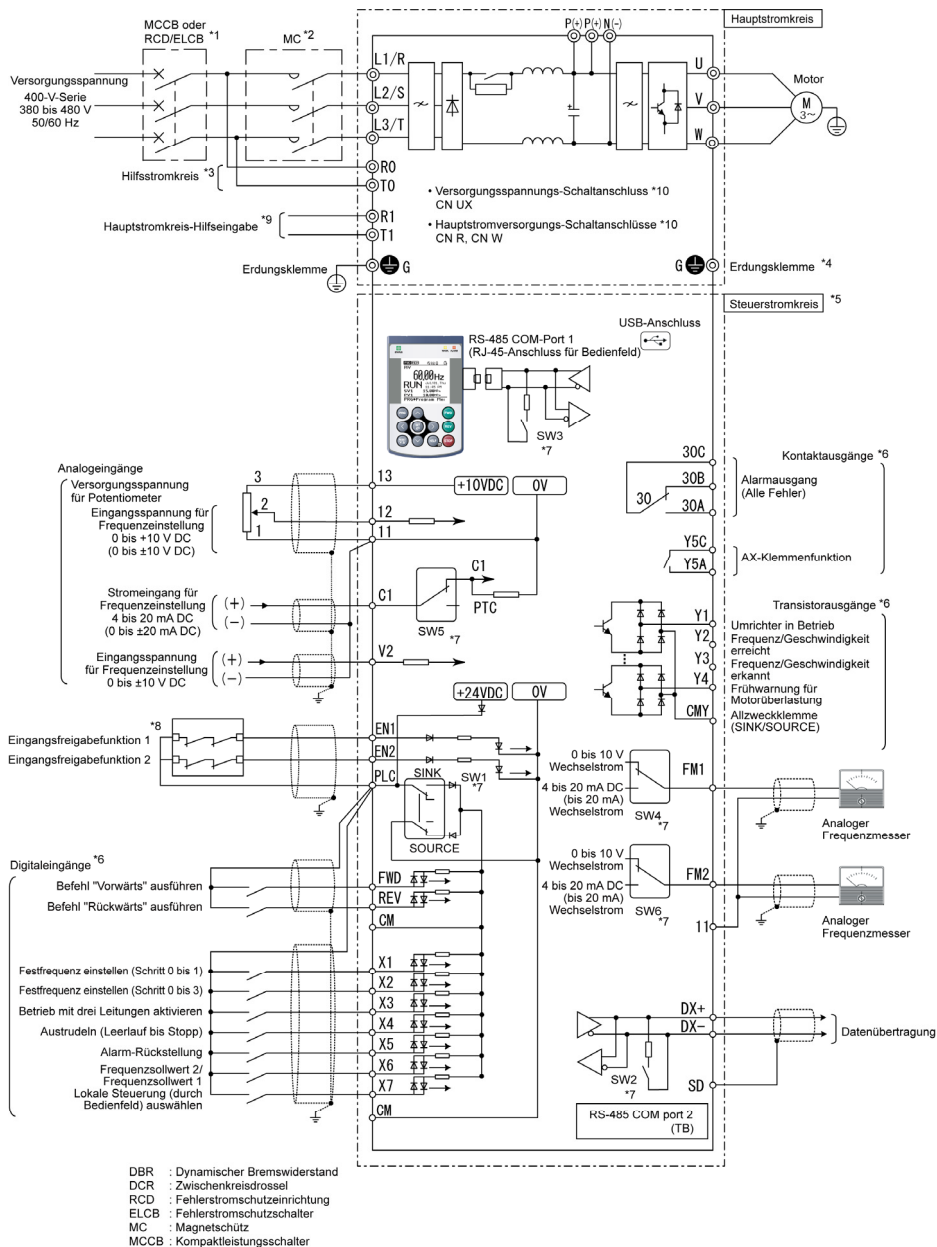 MCCB oder
RCD/ELCB *1
MC *2
P(+) P(+) N(-)
Hauptstromkreis
L1/R
L2/S
L3/T
U
V
W
Motor
M
3~
Versorgungsspannung
400-V-Serie
380 bis 480 V
50/60 Hz
Hilfsstromkreis *3
R0
T0
• Versorgungsspannungs-Schaltanschluss *10
CN UX
• Hauptstromversorgungs-Schaltanschlüsse *10
CN R, CN W
Hauptstromkreis-Hilfseingabe *9
R1
T1
Erdungsklemme
G
G
Erdungsklemme *4
Steuerstromkreis *5
USB-Anschluss
RS-485 COM-Port 1
(RJ-45-Anschluss für Bedienfeld)
60.00Hz
RUN
SW3
*7
Analogeingänge
Versorgungsspannung
für Potentiometer
Eingangsspannung für
Frequenzeinstellung
0 bis +10 V DC
(0 bis ±10 V DC)
3
2
1
13
12
11
+10VDC
0V
Stromeingang für
Frequenzeinstellung
4 bis 20 mA DC
(0 bis ±20 mA DC)
(+)
(-)
C1
C1
PTC
SW5
*7
Eingangsspannung
für Frequenzeinstellung
0 bis ±10 V DC
(+)
(-)
V2
+24VDC
0V
30C
30B
30
30A
Kontaktausgänge *6
Alarmausgang
(Alle Fehler)
Y5C
Y5A
AX-Klemmenfunktion
Transistorausgänge *6
Y1
Y2
Y3
Y4
CMY
Umrichter in Betrieb
Frequenz/Geschwindigkeit
erreicht
Frequenz/Geschwindigkeit
erkannt
Frühwarnung für
Motorüberlastung
Allzweckklemme
(SINK/SOURCE)
*8
Eingangsfreigabefunktion 1
Eingangsfreigabefunktion 2
EN1
EN2
PLC
SINK
SW1
*7
SOURCE
0 bis 10 V
Wechselstrom
4 bis 20 mA DC
(bis 20 mA)
Wechselstrom
SW4
*7
FM1
Analoger
Frequenzmesser
0 bis 10 V
Wechselstrom
4 bis 20 mA DC
(bis 20 mA)
Wechselstrom
SW6
*7
FM2
11
Analoger
Frequenzmesser
Digitaleingänge *6
Befehl "Vorwärts" ausführen
Befehl "Rückwärts" ausführen
FWD
REV
CM
Festfrequenz einstellen (Schritt 0 bis 1)
Festfrequenz einstellen (Schritt 0 bis 3)
Betrieb mit drei Leitungen aktivieren
Austrudeln (Leerlauf bis Stopp)
Alarm-Rückstellung
Frequenzsollwert 2/
Frequenzsollwert 1
Lokale Steuerung (durch
Bedienfeld) auswählen
X1
X2
X3
X4
X5
X6
X7
CM
DX+
DX-
SD
Datenübertragung
SW2
*7
RS-485 COM port 2
(TB)
DBR : Dynamischer Bremswiderstand
DCR : Zwischenkreisdrossel
RCD : Fehlerstromschutzeinrichtung
ELCB : Fehlerstromschutzschalter
MC : Magnetschütz
MCCB : Kompaktleistungsschalter